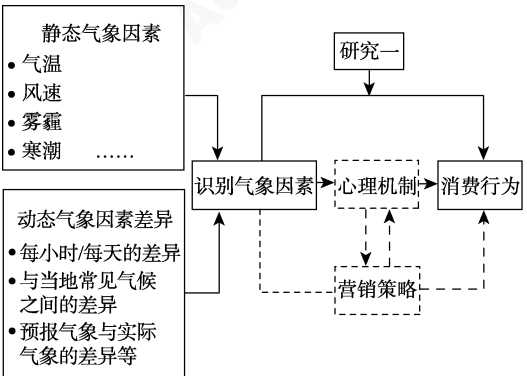 静态气象因素
• 气温
• 风速
• 雾霾
• 寒潮 ……
动态气象因素差异
• 每小时/每天的差异
• 与当地常见气候
之间的差异
• 预报气象与实际
气象的差异等
研究一
识别气象因素
心理机制
消费行为
营销策略